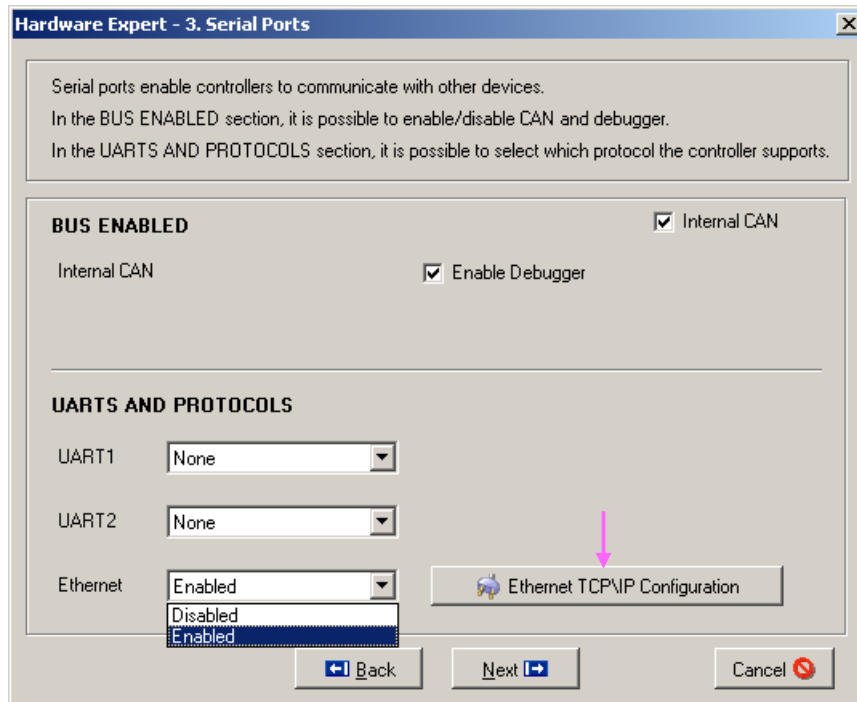 Hardware Expert - 3. Serial Ports
Serial ports enable controllers to communicate with other devices.
In the BUS ENABLED section, it is possible to enable/disable CAN and debugger.
In the UARTS AND PROTOCOLS section, it is possible to select which protocol the controller supports.
BUS ENABLED
Internal CAN
Internal CAN
Enable Debugger
UARTS AND PROTOCOLS
UART1
None
UART2
None
Ethernet
Enabled
Ethernet TCP\IP Configuration
Disabled
Enabled
Back
Next
Cancel